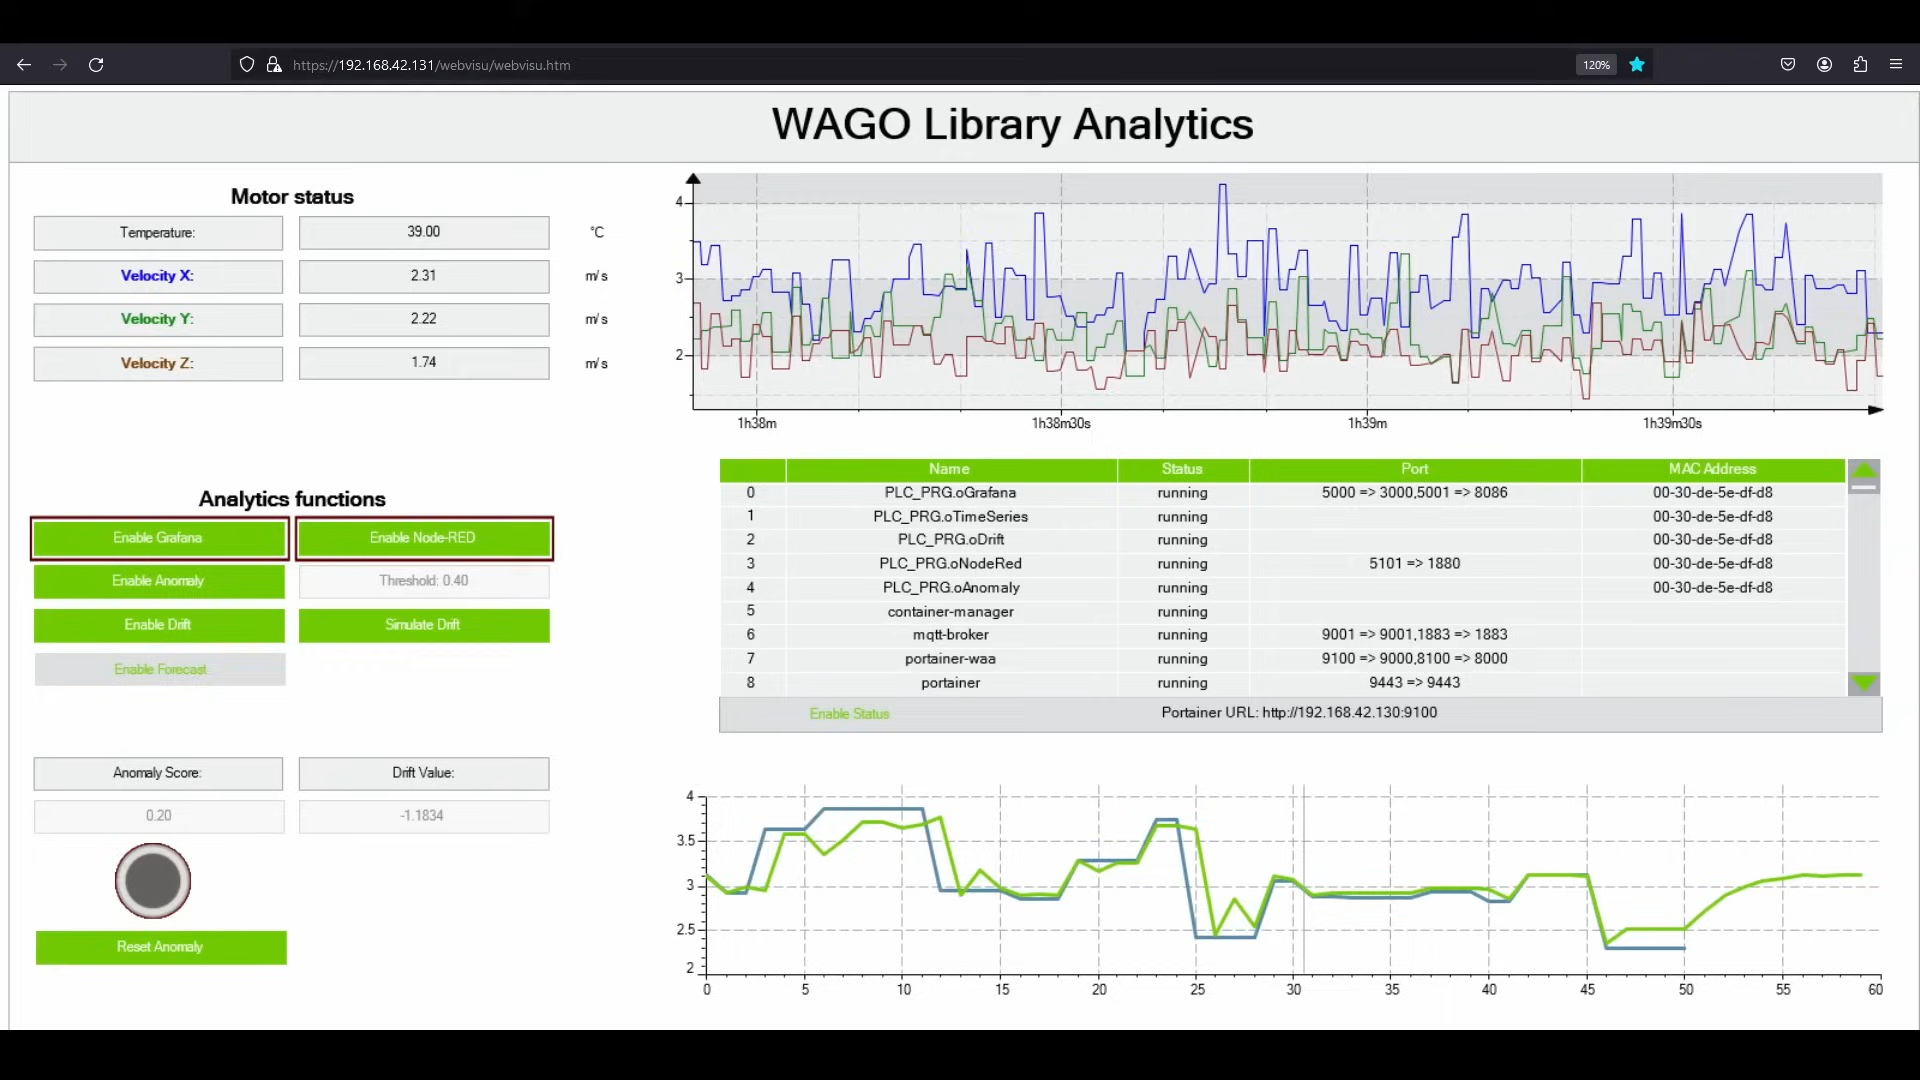 https://192.168.42.131/webvisu/webvisu.htm
120%
WAGO Library Analytics
Motor status
Temperature: 39.00 °C
Velocity X: 2.31 m/s
Velocity Y: 2.22 m/s
Velocity Z: 1.74 m/s
4
3
2
1h38m 1h38m30s 1h39m 1h39m30s
Analytics functions
Enable Grafana Enable Node-RED
Enable Anomaly Threshold: 0.40
Enable Drift Simulate Drift
Enable Forecast
Name Status Port MAC Address
0 PLC_PRG.oGrafana running 5000 => 3000,5001 => 8086 00-30-de-5e-df-d8
1 PLC_PRG.oTimeSeries running 00-30-de-5e-df-d8
2 PLC_PRG.oDrift running 00-30-de-5e-df-d8
3 PLC_PRG.oNodeRed running 5101 => 1880 00-30-de-5e-df-d8
4 PLC_PRG.oAnomaly running 00-30-de-5e-df-d8
5 container-manager running
6 mqtt-broker running 9001 => 9001,1883 => 1883
7 portainer-waa running 9100 => 9000,8100 => 8000
8 portainer running 9443 => 9443
Enable Status Portainer URL: http://192.168.42.130:9100
Anomaly Score: Drift Value:
0.20 -1.1834
Reset Anomaly
4
3.5
3
2.5
2
0 5 10 15 20 25 30 35 40 45 50 55 60